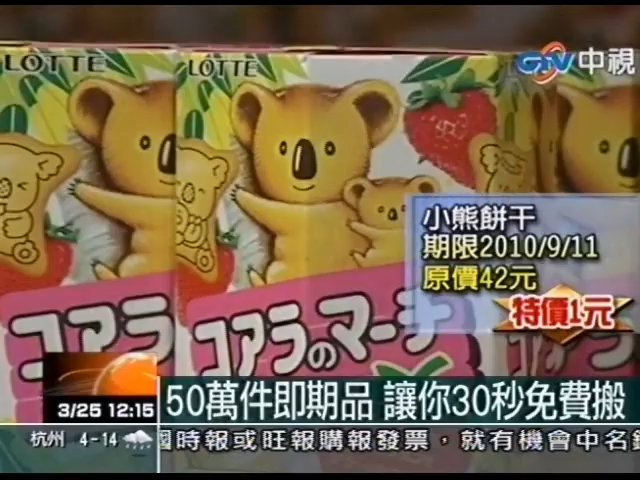 LOTTE
LOTTE
CTV中視
小熊餅干
期限2010/9/11
原價42元
特價1元
コアラ
コアラのマーチ
3/25 12:15
50萬件即期品 讓你30秒免費搬
杭州 4-14
國時報或旺報購報發票，就有機會中名